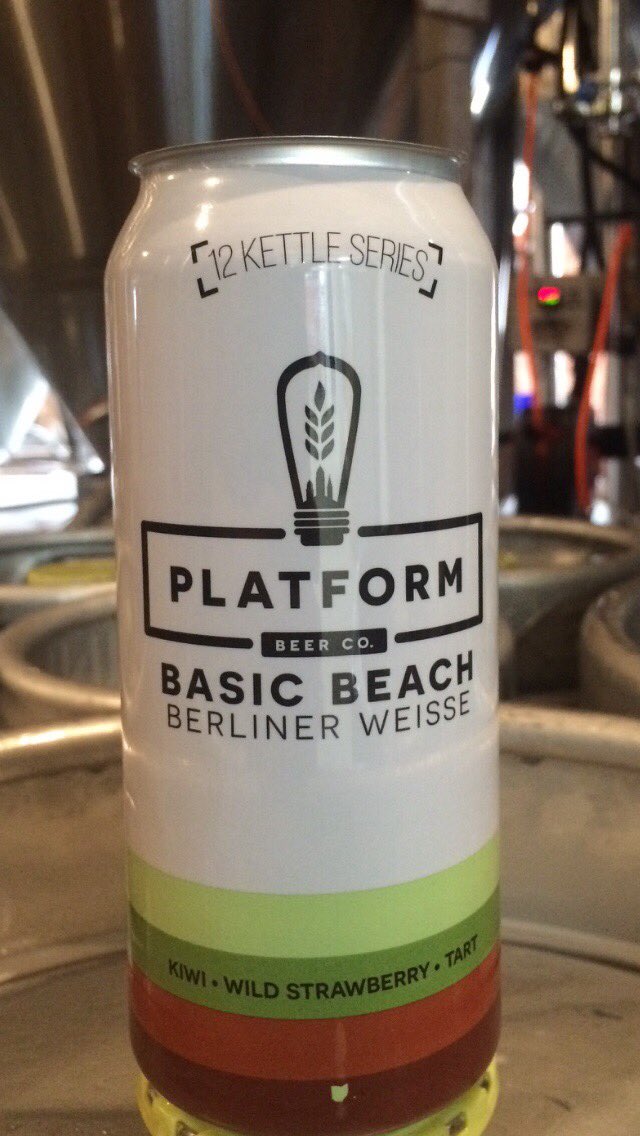 12 KETTLE SERIES
PLATFORM
BEER CO.
BASIC BEACH
BERLINER WEISSE
KIWI • WILD STRAWBERRY • TART